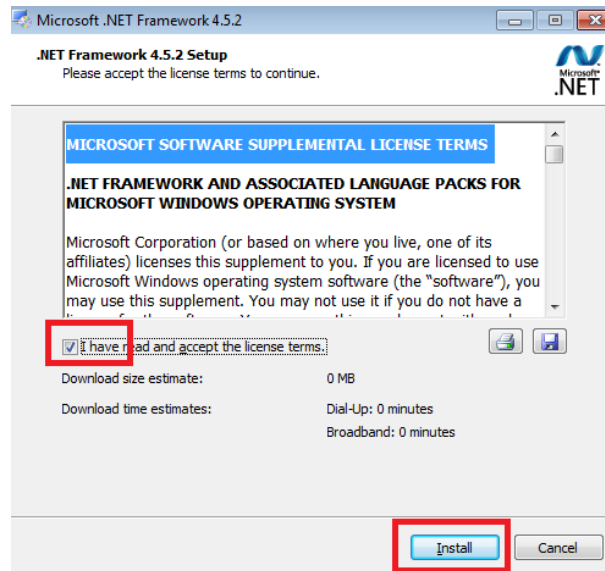 Microsoft .NET Framework 4.5.2
.NET Framework 4.5.2 Setup
Please accept the license terms to continue.
Microsoft®
.NET
MICROSOFT SOFTWARE SUPPLEMENTAL LICENSE TERMS
.NET FRAMEWORK AND ASSOCIATED LANGUAGE PACKS FOR
MICROSOFT WINDOWS OPERATING SYSTEM
Microsoft Corporation (or based on where you live, one of its
affiliates) licenses this supplement to you. If you are licensed to use
Microsoft Windows operating system software (the “software”), you
may use this supplement. You may not use it if you do not have a
I have read and accept the license terms.
Download size estimate: 0 MB
Download time estimates: Dial-Up: 0 minutes
Broadband: 0 minutes
Install Cancel